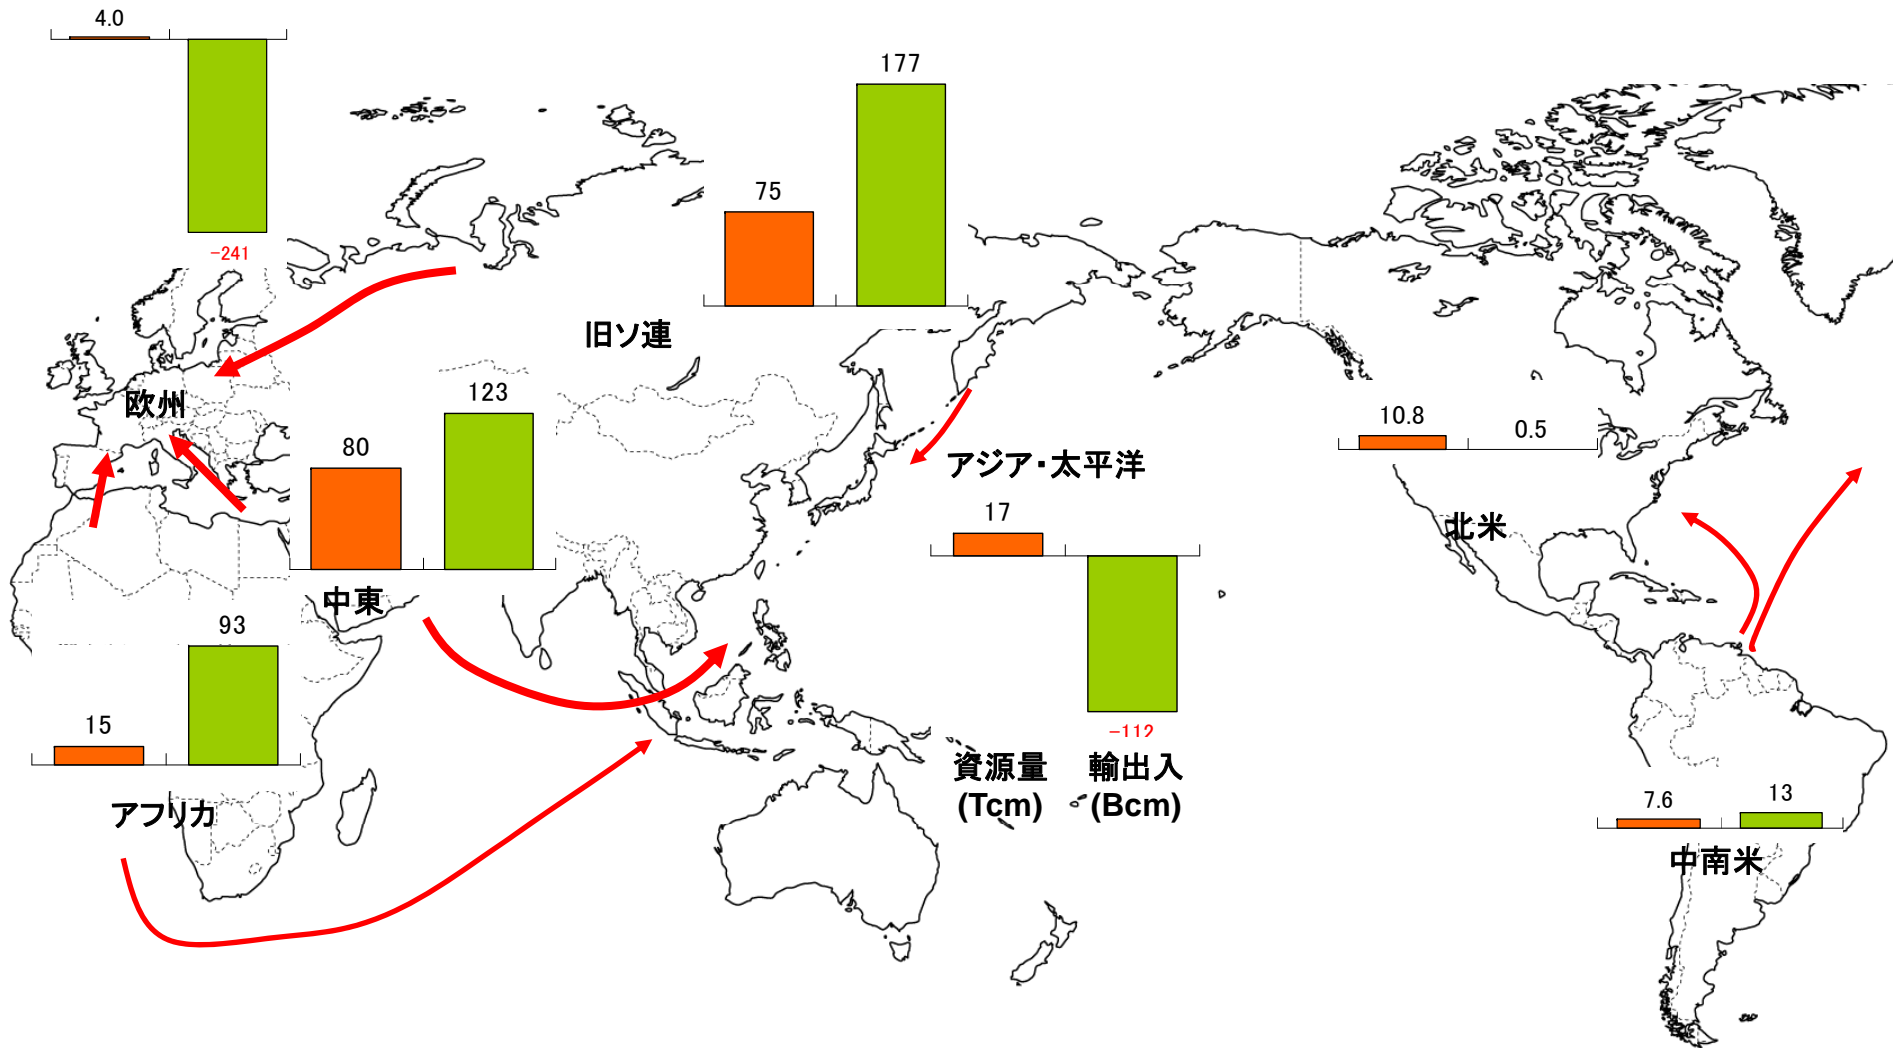 4.0
-241
177
75
旧ソ連
欧州
123
80
中東
10.8
0.5
アジア・太平洋
17
-112
北米
93
15
アフリカ
資源量 輸出入
(Tcm) (Bcm)
7.6
13
中南米